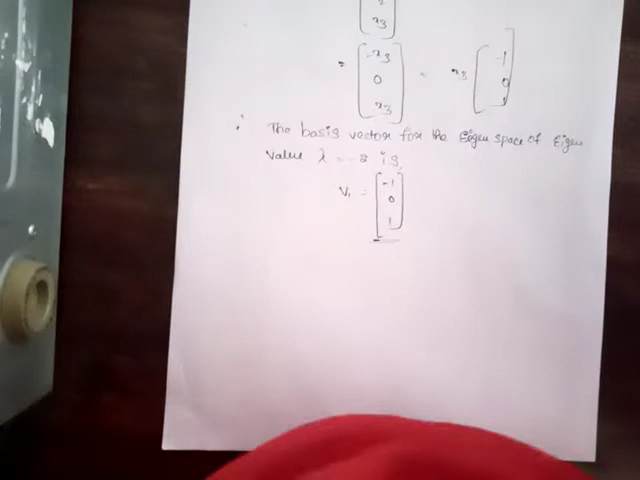 x3
= [-x3 0 x3] = x3 [-1 0 1]
∴ The basis vector for the Eigen space of Eigen
value λ = -2 is,
V1 = [-1 0 1]